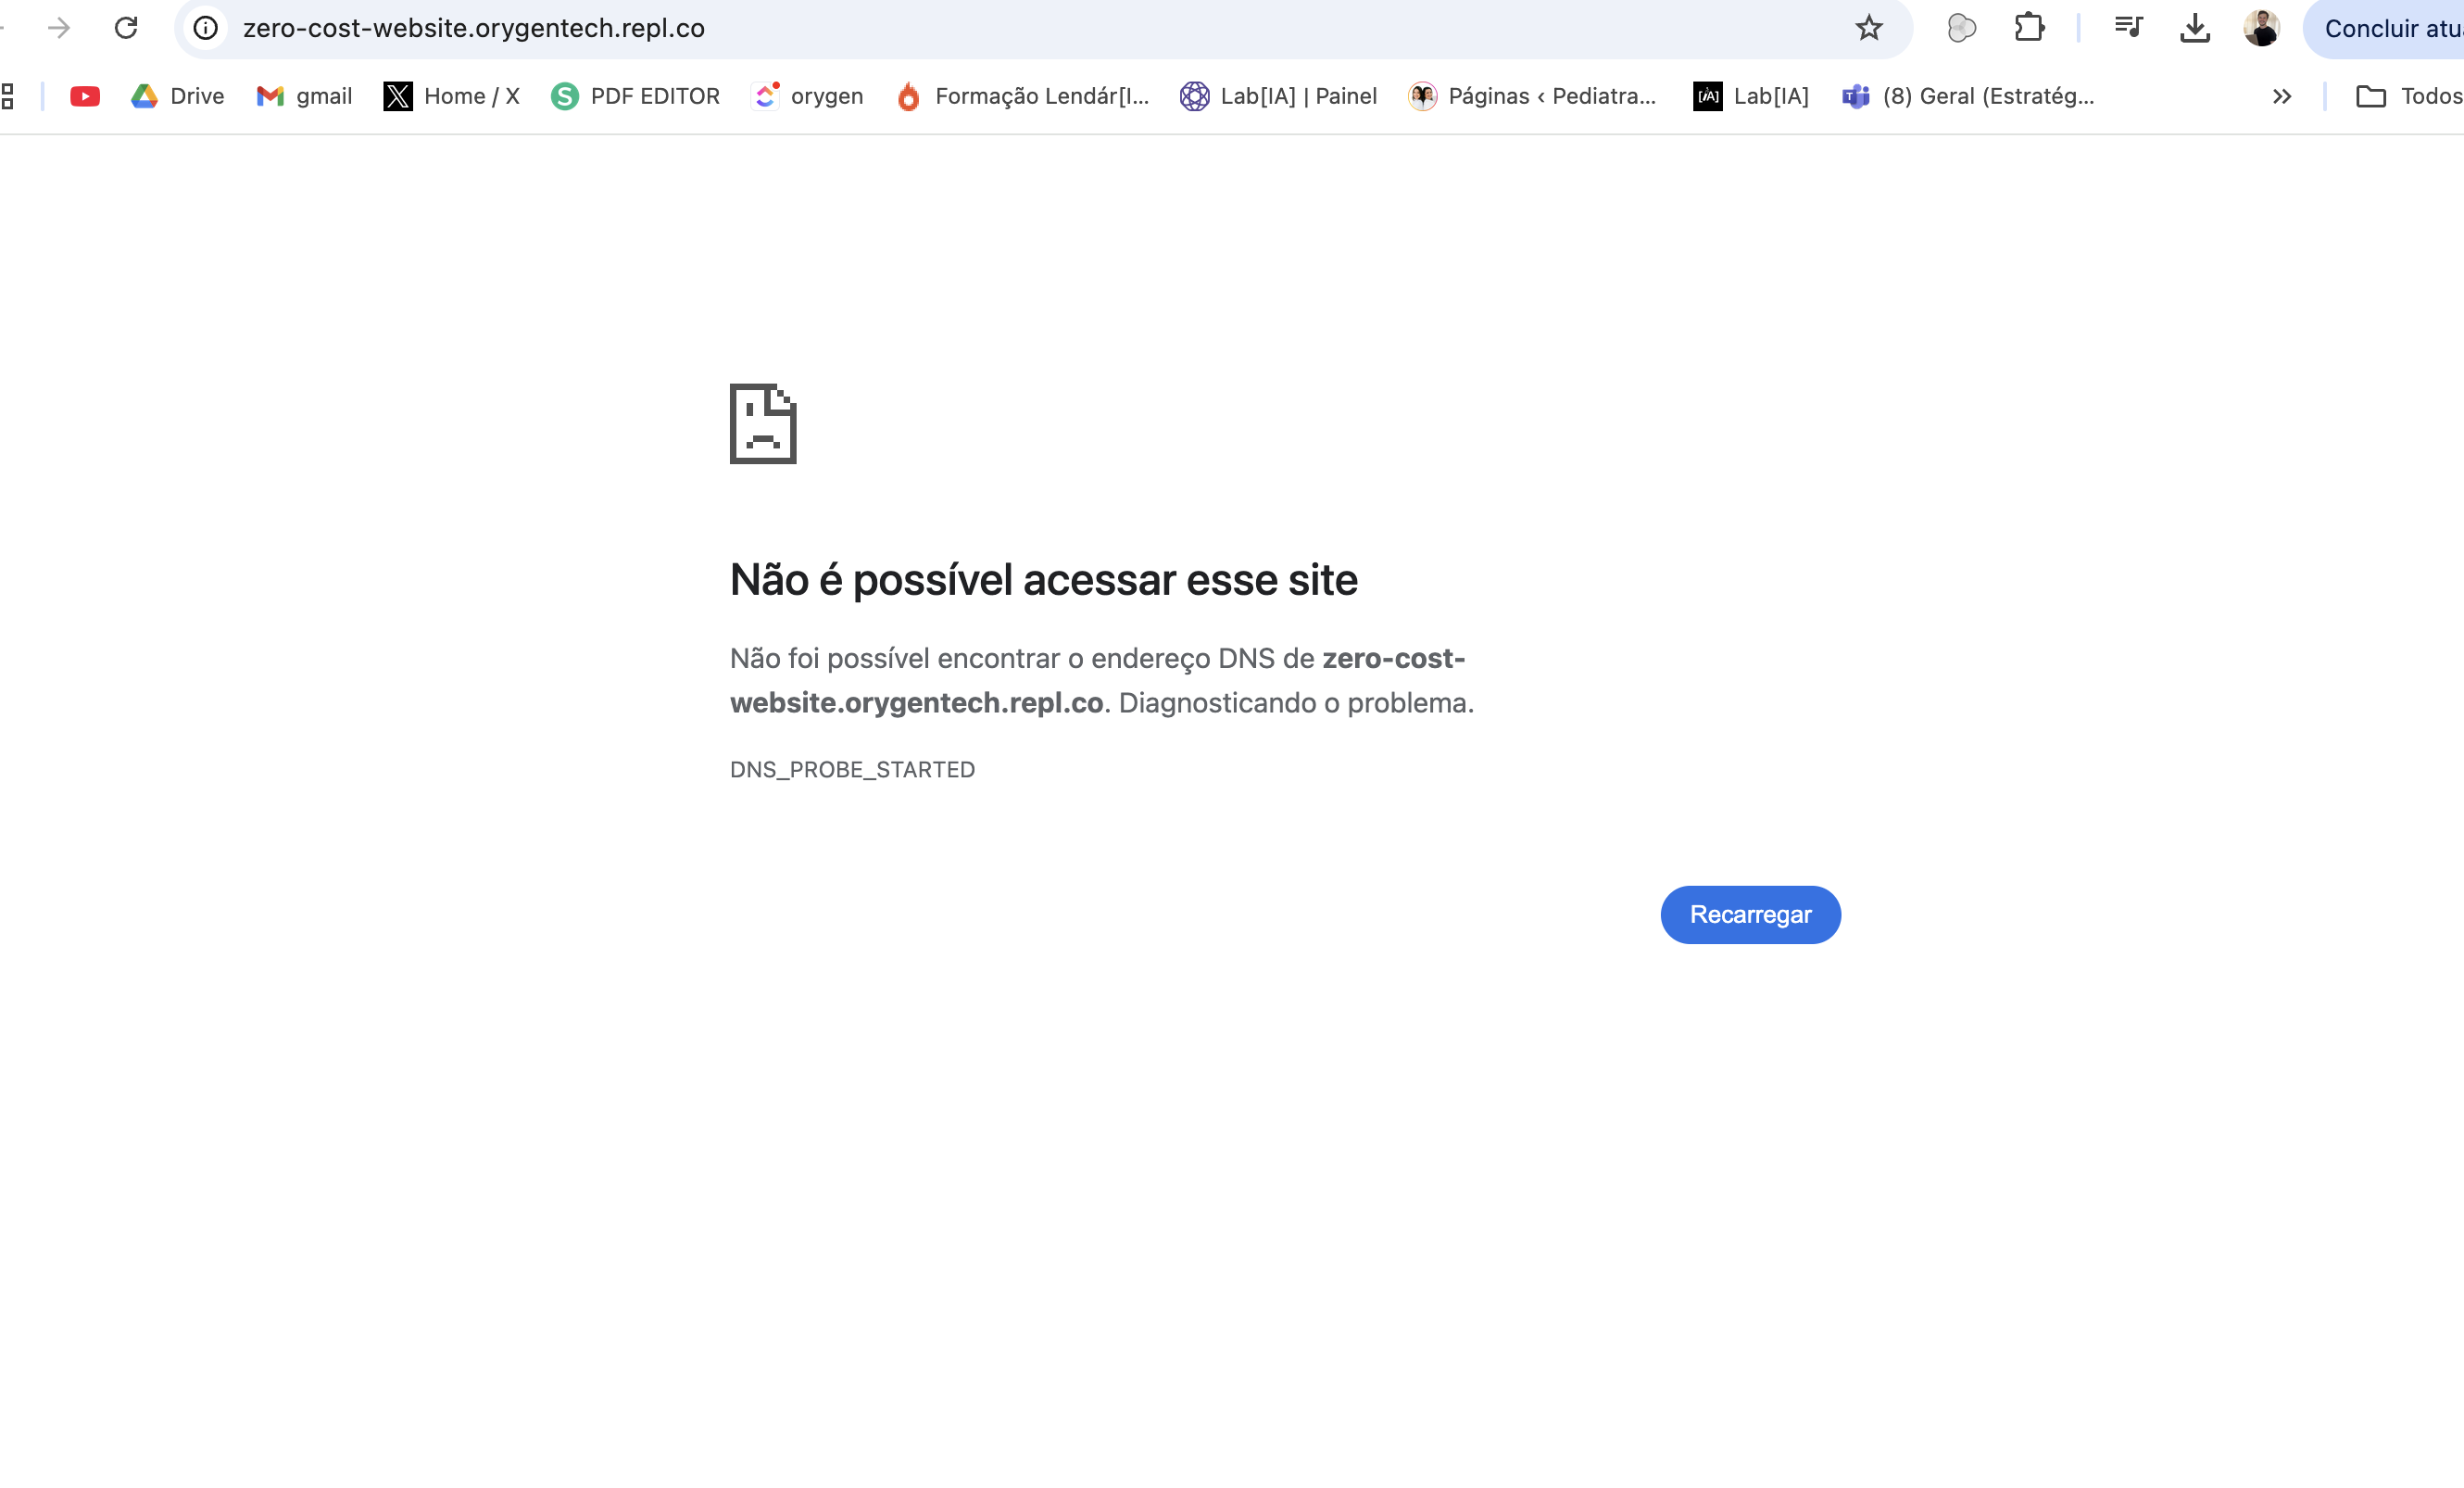 zero-cost-website.orygentech.repl.co
Concluir atu
Drive
gmail
Home / X
PDF EDITOR
orygen
Formação Lendár[I...
Lab[IA] | Painel
Páginas ‹ Pediatra...
Lab[IA]
(8) Geral (Estratég...
Todos
Não é possível acessar esse site
Não foi possível encontrar o endereço DNS de zero-cost-
website.orygentech.repl.co. Diagnosticando o problema.
DNS_PROBE_STARTED
Recarregar